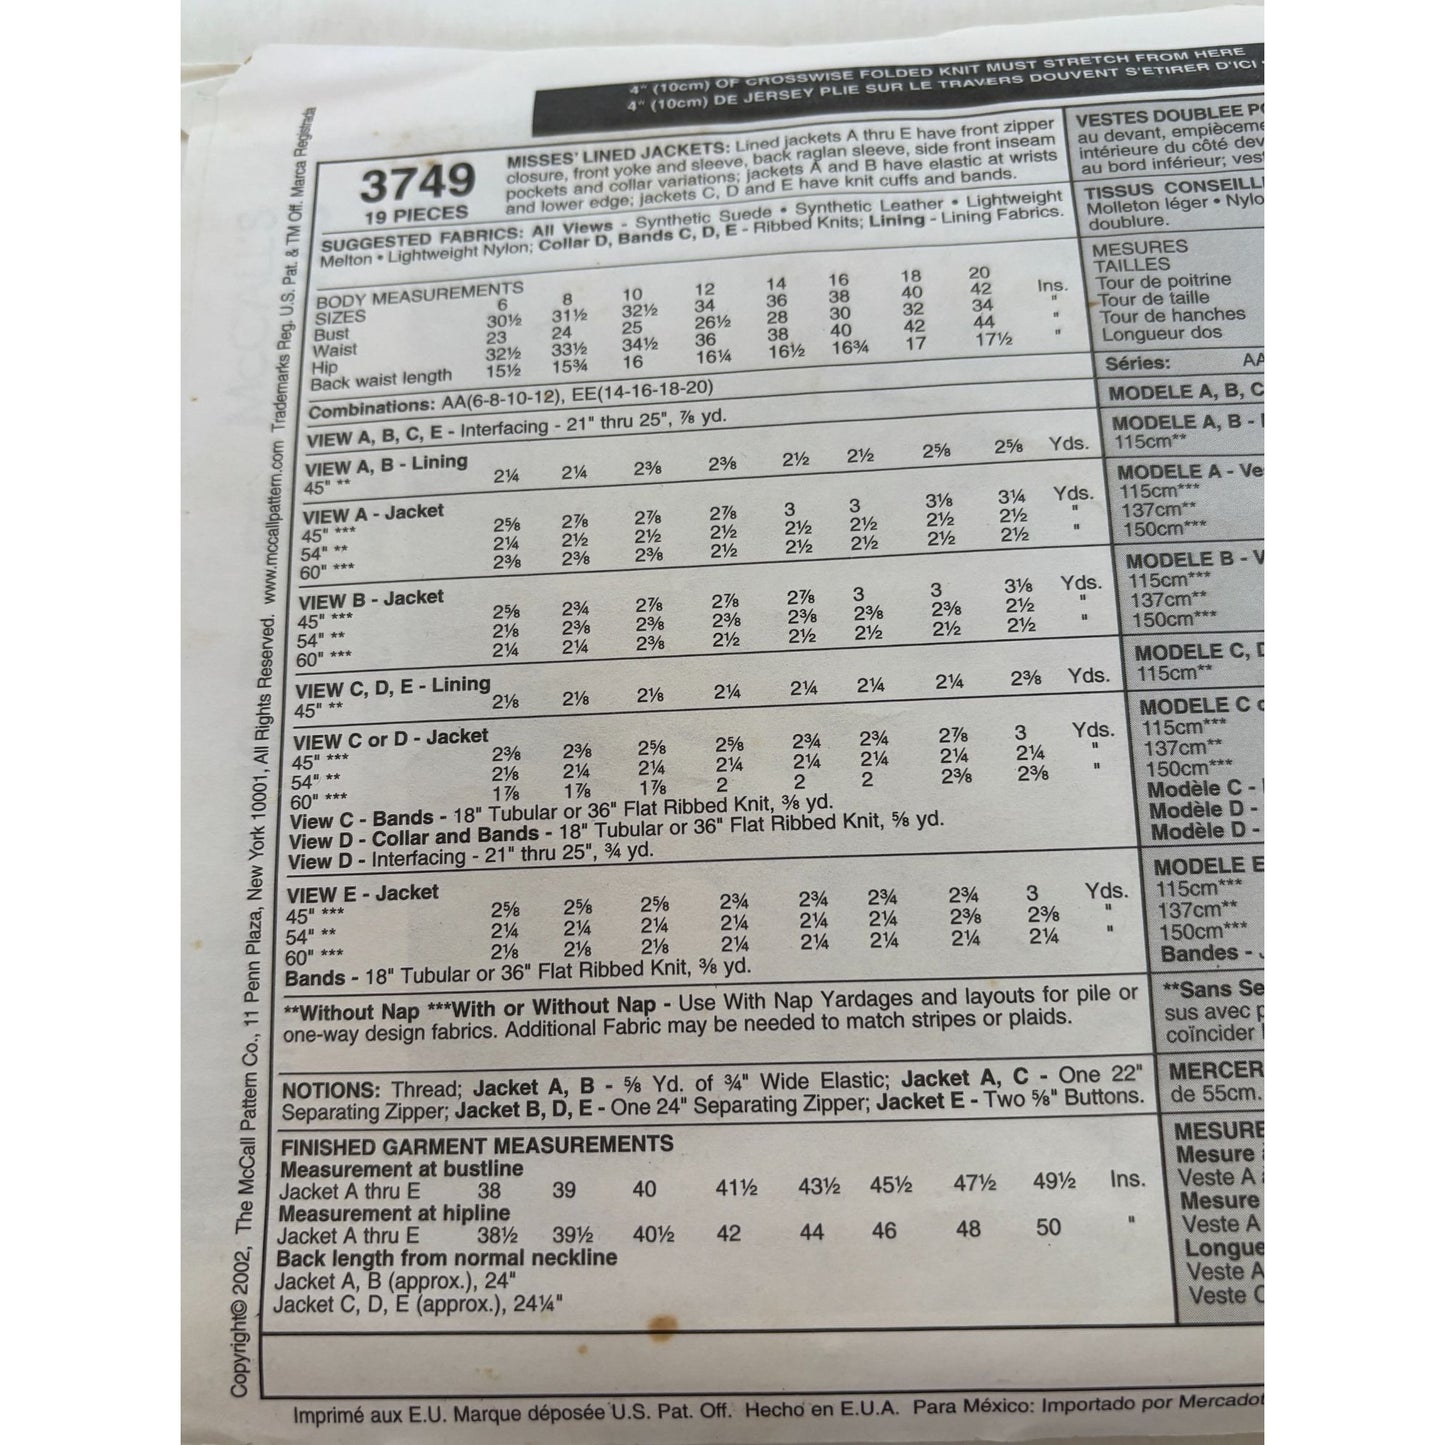 4" (10cm) OF CROSSWISE FOLDED KNIT MUST STRETCH FROM HERE
4" (10cm) DE JERSEY PLIE SUR LE TRAVERS DOUVENT S'ETIRER D'ICI
3749
19 PIECES
MISSES' LINED JACKETS: Lined jackets A thru E have front zipper
closure, front yoke and sleeve, back raglan sleeve, side front inseam
pockets and collar variations; jackets A and B have elastic at wrists
and lower edge; jackets C, D and E have knit cuffs and bands.
SUGGESTED FABRICS: All Views - Synthetic Suede • Synthetic Leather • Lightweight
Melton • Lightweight Nylon; Collar D, Bands C, D, E - Ribbed Knits; Lining - Lining Fabrics.
BODY MEASUREMENTS
SIZES 6 8 10 12 14 16 18 20
Bust 30½ 31½ 32½ 34 36 38 40 42 Ins.
Waist 23 24 25 26½ 28 30 32 34 "
Hip 32½ 33½ 34½ 36 38 40 42 44 "
Back waist length 15½ 15¾ 16 16¼ 16½ 16¾ 17 17½ "
Combinations: AA(6-8-10-12), EE(14-16-18-20)
VIEW A, B, C, E - Interfacing - 21" thru 25", ⅞ yd.
VIEW A, B - Lining
45" ** 2¼ 2¼ 2⅜ 2⅜ 2½ 2½ 2⅝ 2⅝ Yds.
VIEW A - Jacket
45" *** 2⅝ 2⅞ 2⅞ 2⅞ 3 3 3⅛ 3¼ Yds.
54" ** 2¼ 2½ 2½ 2½ 2½ 2½ 2½ 2½ "
60" *** 2⅜ 2⅜ 2⅜ 2½ 2½ 2½ 2½ 2½ "
VIEW B - Jacket
45" *** 2⅝ 2¾ 2⅞ 2⅞ 2⅞ 3 3 3⅛ Yds.
54" ** 2⅛ 2⅜ 2⅜ 2⅜ 2⅜ 2⅜ 2⅜ 2½ "
60" *** 2¼ 2¼ 2⅜ 2½ 2½ 2½ 2½ 2½ "
VIEW C, D, E - Lining
45" ** 2⅛ 2⅛ 2⅛ 2¼ 2¼ 2¼ 2¼ 2⅜ Yds.
VIEW C or D - Jacket
45" *** 2⅜ 2⅜ 2⅝ 2⅝ 2¾ 2¾ 2⅞ 3 Yds.
54" ** 2⅛ 2¼ 2¼ 2¼ 2¼ 2¼ 2¼ 2¼ "
60" *** 1⅞ 1⅞ 1⅞ 2 2 2 2⅜ 2⅜ "
View C - Bands - 18" Tubular or 36" Flat Ribbed Knit, ⅜ yd.
View D - Collar and Bands - 18" Tubular or 36" Flat Ribbed Knit, ⅝ yd.
View D - Interfacing - 21" thru 25", ¾ yd.
VIEW E - Jacket
45" *** 2⅝ 2⅝ 2⅝ 2¾ 2¾ 2¾ 2¾ 3 Yds.
54" ** 2¼ 2¼ 2¼ 2¼ 2¼ 2¼ 2⅜ 2⅜ "
60" *** 2⅛ 2⅛ 2⅛ 2¼ 2¼ 2¼ 2¼ 2¼ "
Bands - 18" Tubular or 36" Flat Ribbed Knit, ⅜ yd.
**Without Nap ***With or Without Nap - Use With Nap Yardages and layouts for pile or
one-way design fabrics. Additional Fabric may be needed to match stripes or plaids.
NOTIONS: Thread; Jacket A, B - ⅝ Yd. of ¾" Wide Elastic; Jacket A, C - One 22"
Separating Zipper; Jacket B, D, E - One 24" Separating Zipper; Jacket E - Two ⅝" Buttons.
FINISHED GARMENT MEASUREMENTS
Measurement at bustline
Jacket A thru E 38 39 40 41½ 43½ 45½ 47½ 49½ Ins.
Measurement at hipline
Jacket A thru E 38½ 39½ 40½ 42 44 46 48 50 "
Back length from normal neckline
Jacket A, B (approx.), 24"
Jacket C, D, E (approx.), 24¼"
VESTES DOUBLEE
au devant,
intérieure du côté
au bord inférieur;
TISSUS
Molleton léger •
doublure.
MESURES
TAILLES
Tour de poitrine
Tour de taille
Tour de hanches
Longueur dos
Séries: AA
MODELE A, B, C
MODELE A, B -
115cm**
MODELE A -
115cm***
137cm**
150cm***
MODELE B -
115cm***
137cm**
150cm***
MODELE C,
115cm**
MODELE C
115cm***
137cm**
150cm***
Modèle C -
Modèle D -
Modèle D -
MODELE E
115cm***
137cm**
150cm***
Bandes -
**Sans
sus avec
coïncider
de 55cm.
Mesure
Veste A
Mesure
Veste A
Veste A
Veste
Copyright© 2002, The McCall Pattern Co., 11 Penn Plaza, New York 10001, All Rights Reserved. www.mccallpattern.com Trademarks Reg. U.S. Pat. & TM Off. Marca Registrada
Imprimé aux E.U. Marque déposée U.S. Pat. Off. Hecho en E.U.A. Para México: Importado por